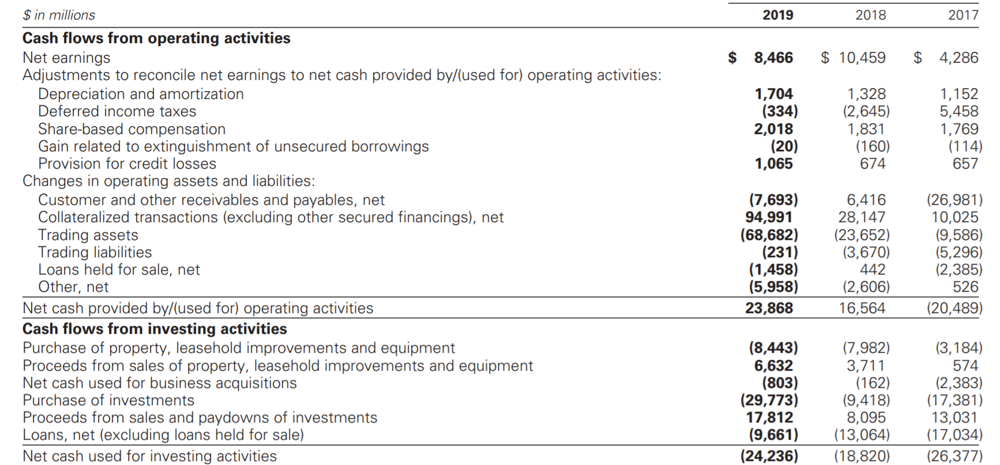 $ in millions 2019 2018 2017
Cash flows from operating activities
Net earnings $ 8,466 $ 10,459 $ 4,286
Adjustments to reconcile net earnings to net cash provided by/(used for) operating activities:
Depreciation and amortization 1,704 1,328 1,152
Deferred income taxes (334) (2,645) 5,458
Share-based compensation 2,018 1,831 1,769
Gain related to extinguishment of unsecured borrowings (20) (160) (114)
Provision for credit losses 1,065 674 657
Changes in operating assets and liabilities:
Customer and other receivables and payables, net (7,693) 6,416 (26,981)
Collateralized transactions (excluding other secured financings), net 94,991 28,147 10,025
Trading assets (68,682) (23,652) (9,586)
Trading liabilities (231) (3,670) (5,296)
Loans held for sale, net (1,458) 442 (2,385)
Other, net (5,958) (2,606) 526
Net cash provided by/(used for) operating activities 23,868 16,564 (20,489)
Cash flows from investing activities
Purchase of property, leasehold improvements and equipment (8,443) (7,982) (3,184)
Proceeds from sales of property, leasehold improvements and equipment 6,632 3,711 574
Net cash used for business acquisitions (803) (162) (2,383)
Purchase of investments (29,773) (9,418) (17,381)
Proceeds from sales and paydowns of investments 17,812 8,095 13,031
Loans, net (excluding loans held for sale) (9,661) (13,064) (17,034)
Net cash used for investing activities (24,236) (18,820) (26,377)